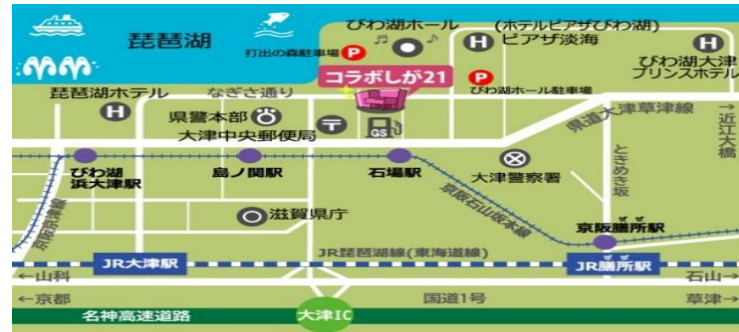 びわ湖ホール
(ホテルピアザびわ湖)
ピアザ淡海
H
琵琶湖
打出の森駐車場 P
コラボしが21
P
びわ湖ホール駐車場
H
びわ湖大津
プリンスホテル
琵琶湖ホテル
H
なぎさ通り
県警本部
大津中央郵便局
〒
GS
県道大津草津線
→近江大橋
びわ湖
浜大津駅
島ノ関駅
石場駅
大津警察署
ときめき坂
京阪京津線
滋賀県庁
京阪石山坂本線
ぜぜ
京阪膳所駅
JR琵琶湖線(東海道線)
JR大津駅
ぜぜ
JR膳所駅
←山科
石山→
←京都
国道1号
草津→
名神高速道路
大津IC